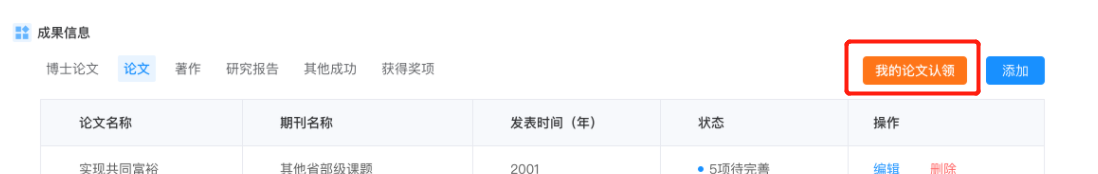 成果信息
博士论文 论文 著作 研究报告 其他成功 获得奖项 我的论文认领 添加
论文名称 期刊名称 发表时间（年） 状态 操作
实现共同富裕 其他省部级课题 2001 5项待完善 编辑 删除